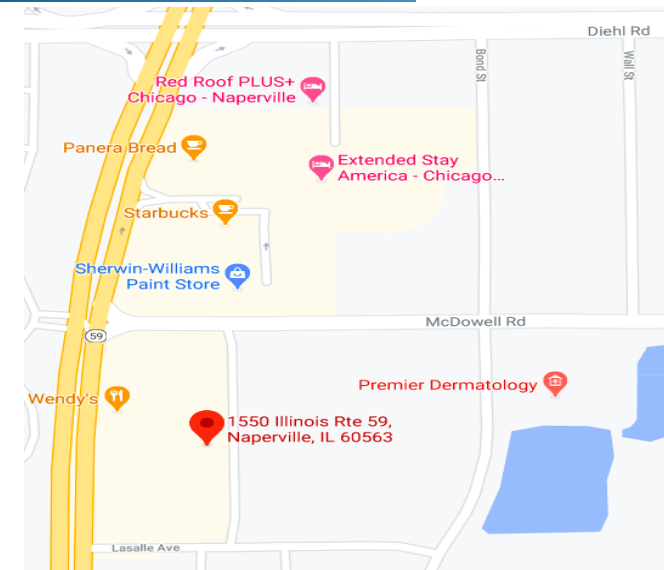 Diehl Rd
Bond St
Wall St
Red Roof PLUS+
Chicago - Naperville
Panera Bread
Extended Stay
America - Chicago...
Starbucks
Sherwin-Williams
Paint Store
McDowell Rd
59
Premier Dermatology
Wendy's
1550 Illinois Rte 59,
Naperville, IL 60563
Lasalle Ave